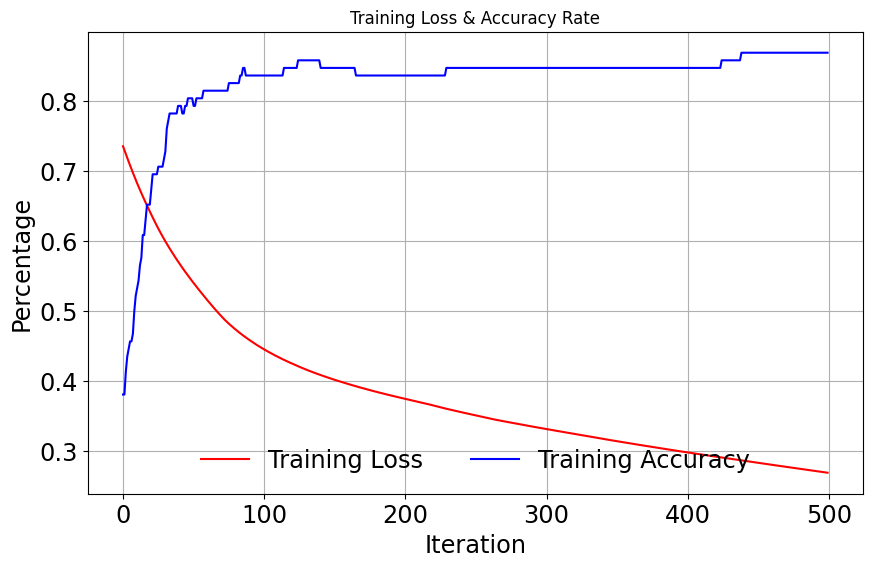 Training Loss & Accuracy Rate
Percentage
0.8
0.7
0.6
0.5
0.4
0.3
Training Loss
Training Accuracy
0 100 200 300 400 500
Iteration